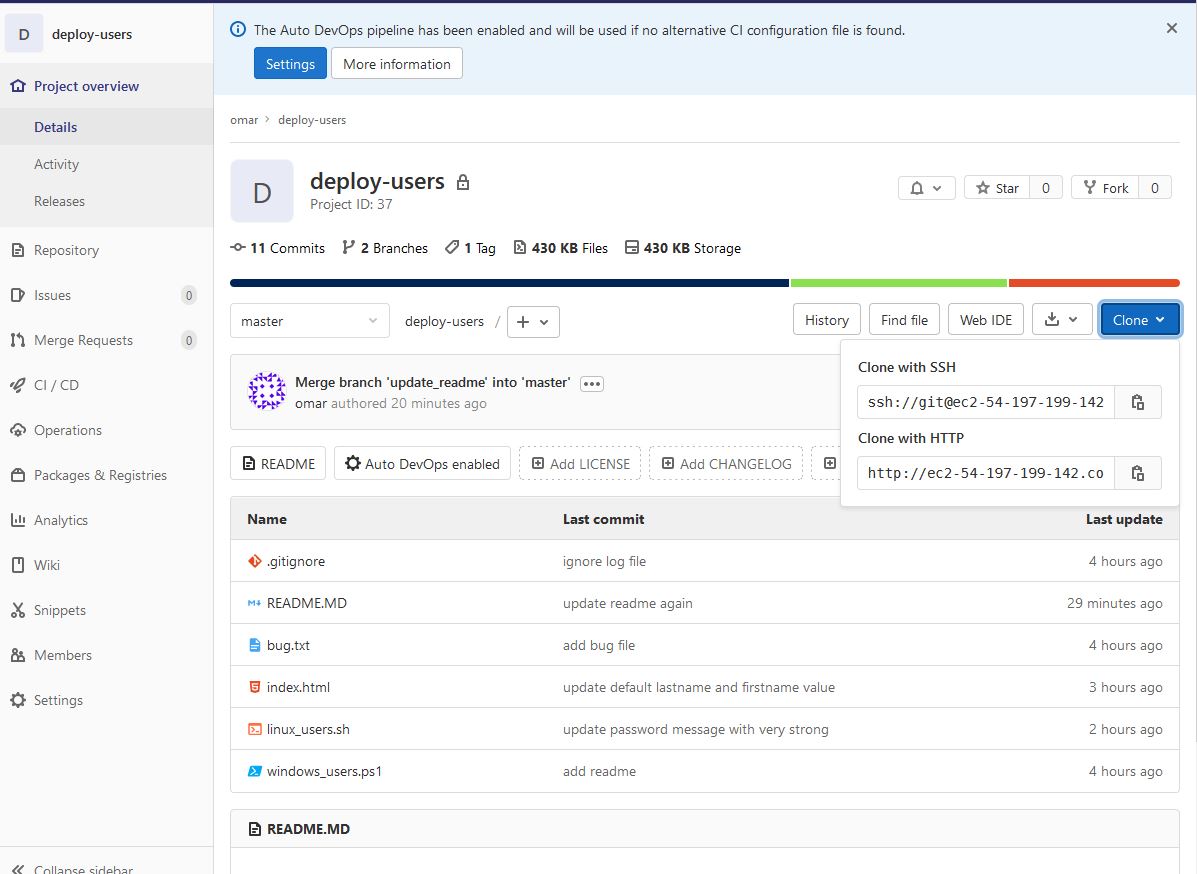 D deploy-users
Project overview
Details
Activity
Releases
Repository
Issues 0
Merge Requests 0
CI / CD
Operations
Packages & Registries
Analytics
Wiki
Snippets
Members
Settings
Collapse sidebar
The Auto DevOps pipeline has been enabled and will be used if no alternative CI configuration file is found.
Settings More information
omar > deploy-users
D
deploy-users
Project ID: 37
Star 0 Fork 0
11 Commits 2 Branches 1 Tag 430 KB Files 430 KB Storage
master deploy-users / + History Find file Web IDE Clone
Clone with SSH
ssh://git@ec2-54-197-199-142
Clone with HTTP
http://ec2-54-197-199-142.co
Merge branch 'update_readme' into 'master' •••
omar authored 20 minutes ago
README Auto DevOps enabled Add LICENSE Add CHANGELOG
Name Last commit Last update
.gitignore ignore log file 4 hours ago
M↓ README.MD update readme again 29 minutes ago
bug.txt add bug file 4 hours ago
index.html update default lastname and firstname value 3 hours ago
linux_users.sh update password message with very strong 2 hours ago
windows_users.ps1 add readme 4 hours ago
README.MD